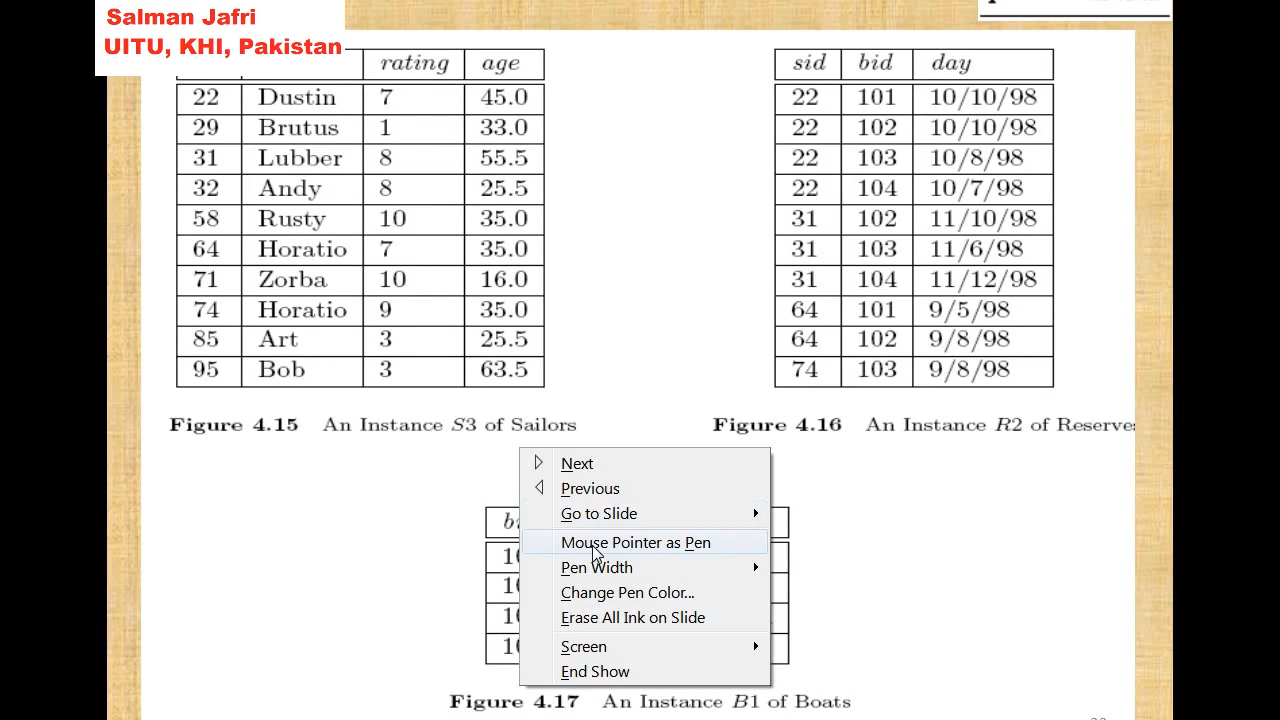 Salman Jafri
UITU, KHI, Pakistan
rating age
22 Dustin 7 45.0
29 Brutus 1 33.0
31 Lubber 8 55.5
32 Andy 8 25.5
58 Rusty 10 35.0
64 Horatio 7 35.0
71 Zorba 10 16.0
74 Horatio 9 35.0
85 Art 3 25.5
95 Bob 3 63.5
Figure 4.15 An Instance S3 of Sailors
sid bid day
22 101 10/10/98
22 102 10/10/98
22 103 10/8/98
22 104 10/7/98
31 102 11/10/98
31 103 11/6/98
31 104 11/12/98
64 101 9/5/98
64 102 9/8/98
74 103 9/8/98
Figure 4.16 An Instance R2 of Reserves
Next
Previous
Go to Slide
Mouse Pointer as Pen
Pen Width
Change Pen Color...
Erase All Ink on Slide
Screen
End Show
Figure 4.17 An Instance B1 of Boats